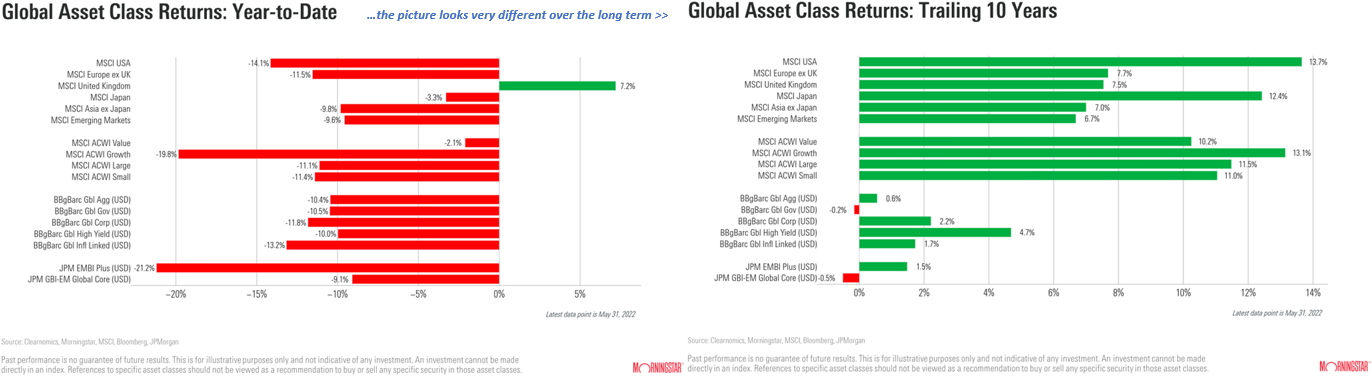 Global Asset Class Returns: Year-to-Date
...the picture looks very different over the long term >>
MSCI USA -14.1%
MSCI Europe ex UK -11.5%
MSCI United Kingdom 7.2%
MSCI Japan -3.3%
MSCI Asia ex Japan -9.8%
MSCI Emerging Markets -9.6%
MSCI ACWI Value -2.1%
MSCI ACWI Growth -19.8%
MSCI ACWI Large -11.1%
MSCI ACWI Small -11.4%
BBgBarc Gbl Agg (USD) -10.4%
BBgBarc Gbl Gov (USD) -10.5%
BBgBarc Gbl Corp (USD) -11.8%
BBgBarc Gbl High Yield (USD) -10.0%
BBgBarc Gbl Infl Linked (USD) -13.2%
JPM EMBI Plus (USD) -21.2%
JPM GBI-EM Global Core (USD) -9.1%
−20% −15% −10% −5% 0% 5%
Latest data point is May 31, 2022
Source: Clearnomics, Morningstar, MSCI, Bloomberg, JPMorgan
Past performance is no guarantee of future results. This is for illustrative purposes only and not indicative of any investment. An investment cannot be made
directly in an index. References to specific asset classes should not be viewed as a recommendation to buy or sell any specific security in those asset classes.
MORNINGSTAR
Global Asset Class Returns: Trailing 10 Years
MSCI USA 13.7%
MSCI Europe ex UK 7.7%
MSCI United Kingdom 7.5%
MSCI Japan 12.4%
MSCI Asia ex Japan 7.0%
MSCI Emerging Markets 6.7%
MSCI ACWI Value 10.2%
MSCI ACWI Growth 13.1%
MSCI ACWI Large 11.5%
MSCI ACWI Small 11.0%
BBgBarc Gbl Agg (USD) 0.6%
BBgBarc Gbl Gov (USD) -0.2%
BBgBarc Gbl Corp (USD) 2.2%
BBgBarc Gbl High Yield (USD) 4.7%
BBgBarc Gbl Infl Linked (USD) 1.7%
JPM EMBI Plus (USD) 1.5%
JPM GBI-EM Global Core (USD) -0.5%
0% 2% 4% 6% 8% 10% 12% 14%
Latest data point is May 31, 2022
Source: Clearnomics, Morningstar, MSCI, Bloomberg, JPMorgan
Past performance is no guarantee of future results. This is for illustrative purposes only and not indicative of any investment. An investment cannot be made
directly in an index. References to specific asset classes should not be viewed as a recommendation to buy or sell any specific security in those asset classes.
MORNINGSTAR